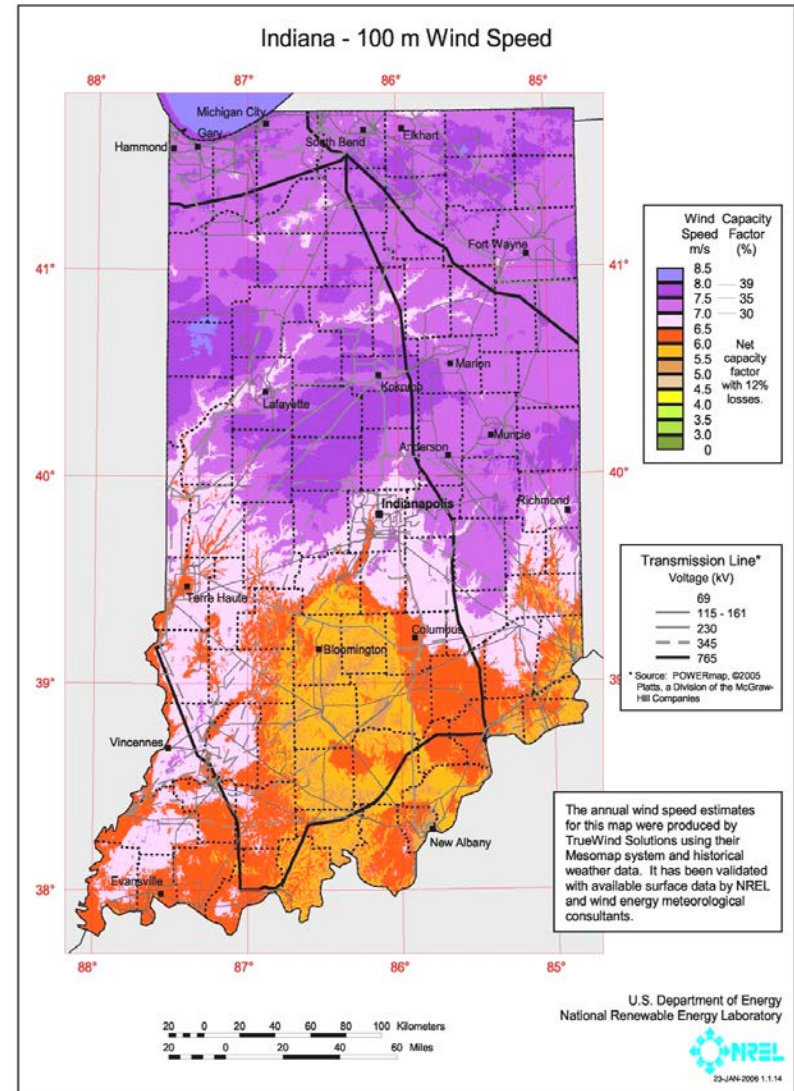 Indiana - 100 m Wind Speed
88° 87° 86° 85°
Michigan City
Gary
Hammond
South Bend
Elkhart
Fort Wayne
41° 41°
Marion
Kokomo
Lafayette
Muncie
Anderson
40° 40°
Indianapolis
Richmond
Terre Haute
Columbus
Bloomington
39° 39°
Vincennes
New Albany
Evansville
38° 38°
88° 87° 86° 85°
Wind Capacity
Speed Factor
m/s (%)
8.5
8.0 39
7.5 35
7.0 30
6.5
6.0 Net
5.5 capacity
5.0 factor
4.5 with 12%
4.0 losses.
3.5
3.0
0
Transmission Line*
Voltage (kV)
69
115 - 161
230
345
765
* Source: POWERmap, ©2005
Platts, a Division of the McGraw-
Hill Companies
The annual wind speed estimates
for this map were produced by
TrueWind Solutions using their
Mesomap system and historical
weather data. It has been validated
with available surface data by NREL
and wind energy meteorological
consultants.
20 0 20 40 60 80 100 Kilometers
20 0 20 40 60 Miles
U.S. Department of Energy
National Renewable Energy Laboratory
NREL
23-JAN-2006 1.1.14